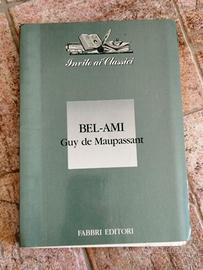 Invito ai Classici
BEL-AMI
Guy de Maupassant
FABBRI EDITORI